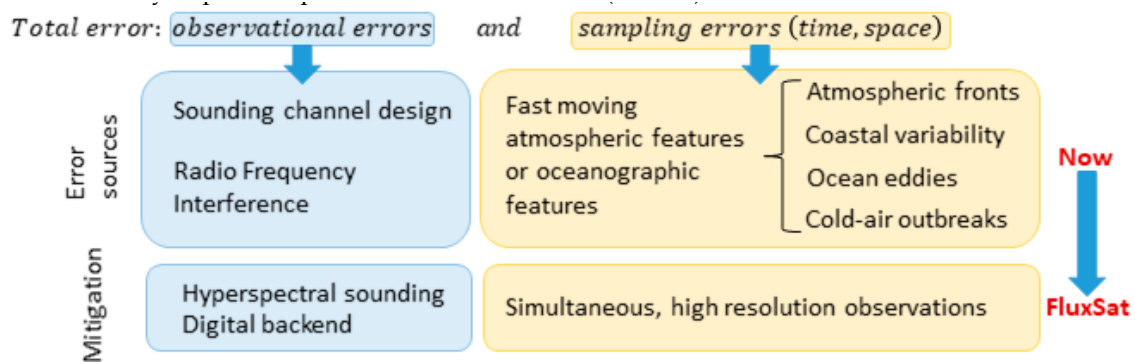 Total error: observational errors and sampling errors (time, space)
Error
sources
Sounding channel design
Radio Frequency
Interference
Fast moving
atmospheric features
or oceanographic
features
Atmospheric fronts
Coastal variability
Ocean eddies
Cold-air outbreaks
Now
Mitigation
Hyperspectral sounding
Digital backend
Simultaneous, high resolution observations
FluxSat